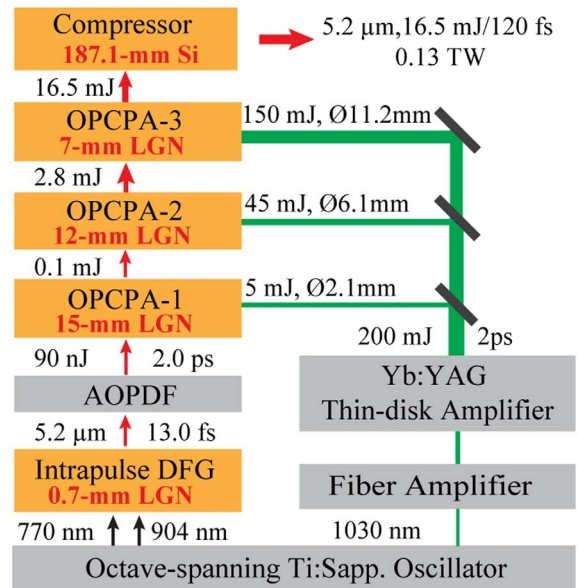 Compressor
187.1-mm Si
5.2 μm,16.5 mJ/120 fs
0.13 TW
16.5 mJ
OPCPA-3
7-mm LGN
150 mJ, Ø11.2mm
2.8 mJ
OPCPA-2
12-mm LGN
45 mJ, Ø6.1mm
0.1 mJ
OPCPA-1
15-mm LGN
5 mJ, Ø2.1mm
90 nJ 2.0 ps
200 mJ 2ps
AOPDF
Yb:YAG
Thin-disk Amplifier
5.2 μm 13.0 fs
Intrapulse DFG
0.7-mm LGN
Fiber Amplifier
770 nm 904 nm
1030 nm
Octave-spanning Ti:Sapp. Oscillator